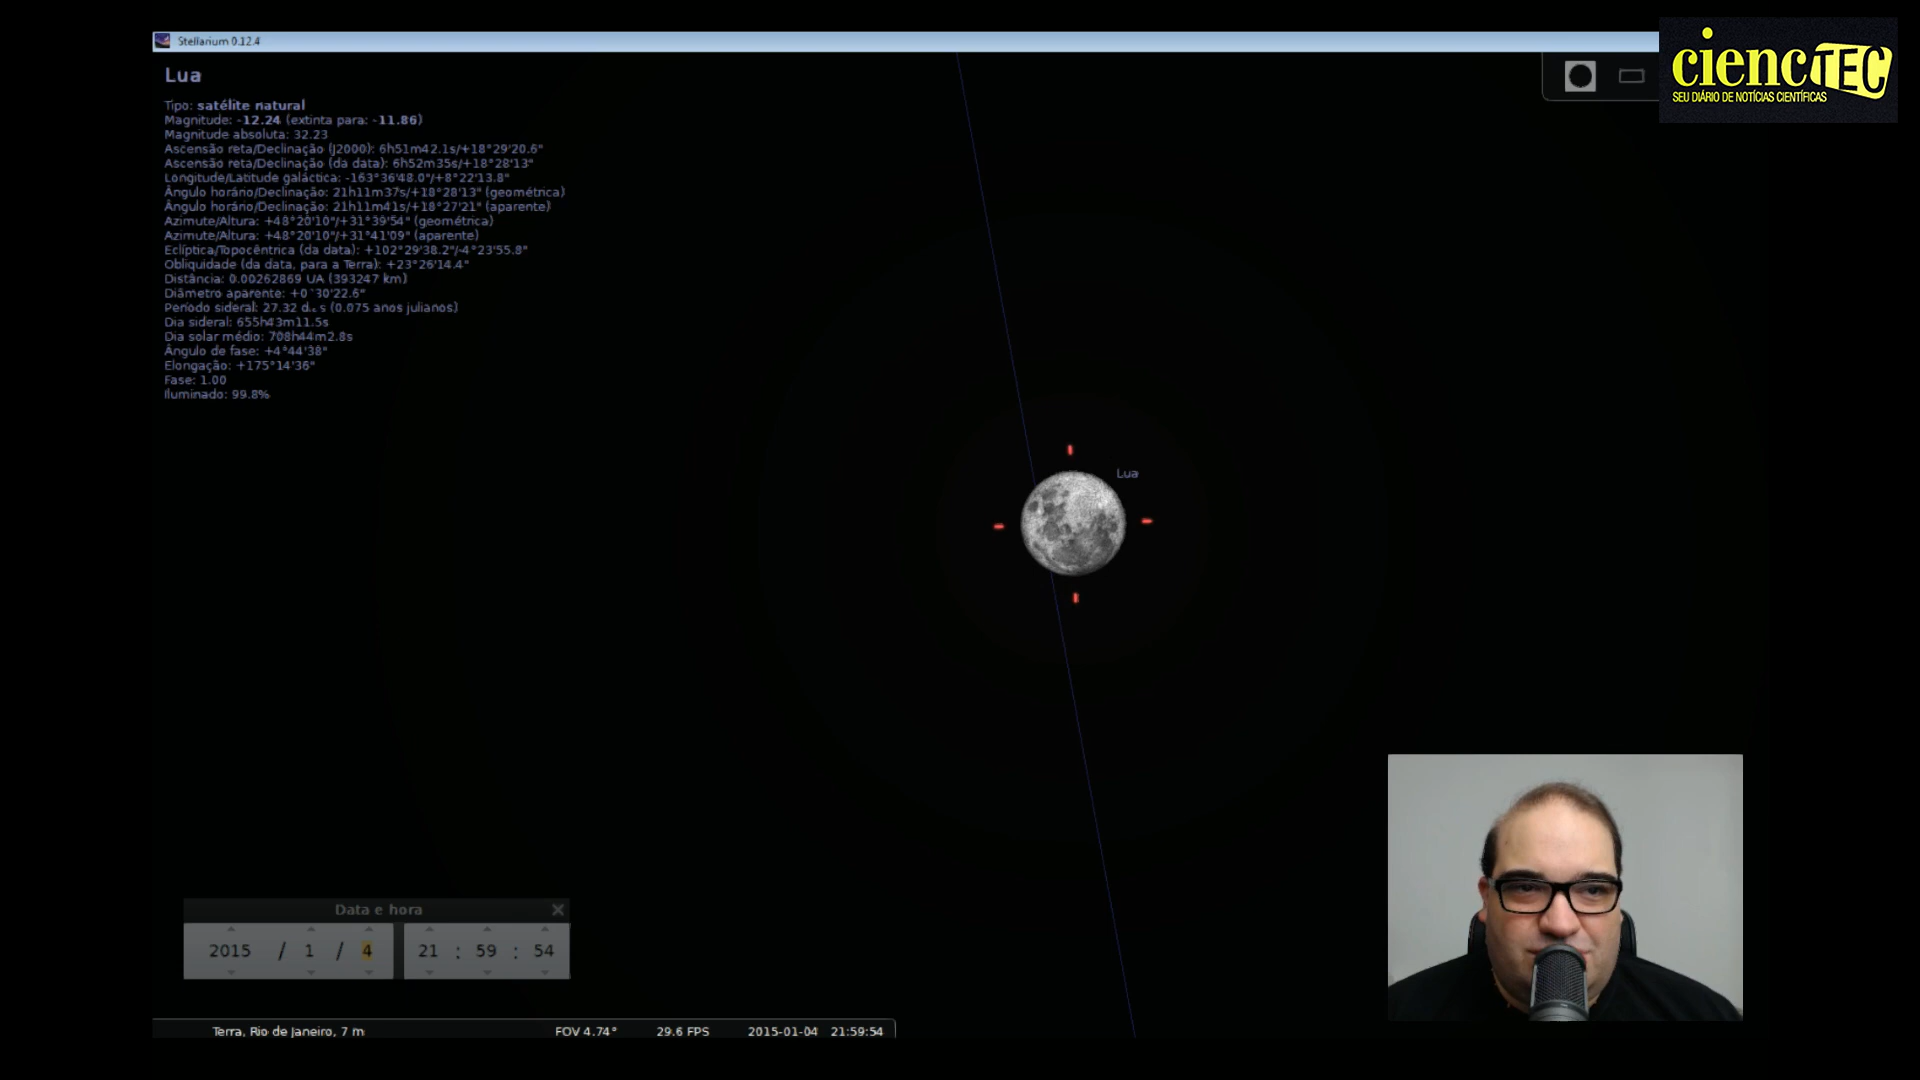 Stellarium 0.12.4
ciencTEC
SEU DIÁRIO DE NOTÍCIAS CIENTÍFICAS
Lua
Tipo: satélite natural
Magnitude: -12.24 (extinta para: -11.86)
Magnitude absoluta: 32.23
Ascensão reta/Declinação (J2000): 6h51m42.1s/+18°29'20.6"
Ascensão reta/Declinação (da data): 6h52m35s/+18°28'13"
Longitude/Latitude galáctica: -163°36'48.0"/+8°22'13.8"
Ângulo horário/Declinação: 21h11m37s/+18°28'13" (geométrica)
Ângulo horário/Declinação: 21h11m41s/+18°27'21" (aparente)
Azimute/Altura: +48°20'10"/+31°39'54" (geométrica)
Azimute/Altura: +48°20'10"/+31°41'09" (aparente)
Eclíptica/Topocêntrica (da data): +102°29'38.2"/-4°23'55.8"
Obliquidade (da data, para a Terra): +23°26'14.4"
Distância: 0.00262869 UA (393247 km)
Diâmetro aparente: +0°30'22.6"
Período sideral: 27.32 (0.075 anos julianos)
Dia sideral: 655h43m11.5s
Dia solar médio: 708h44m2.8s
Ângulo de fase: +4°44'38"
Elongação: +175°14'36"
Fase: 1.00
Iluminado: 99.8%
Lua
Data e hora
2015 / 1 / 4 21 : 59 : 54
Terra, Rio de Janeiro, 7 m FOV 4.74° 29.6 FPS 2015-01-04 21:59:54